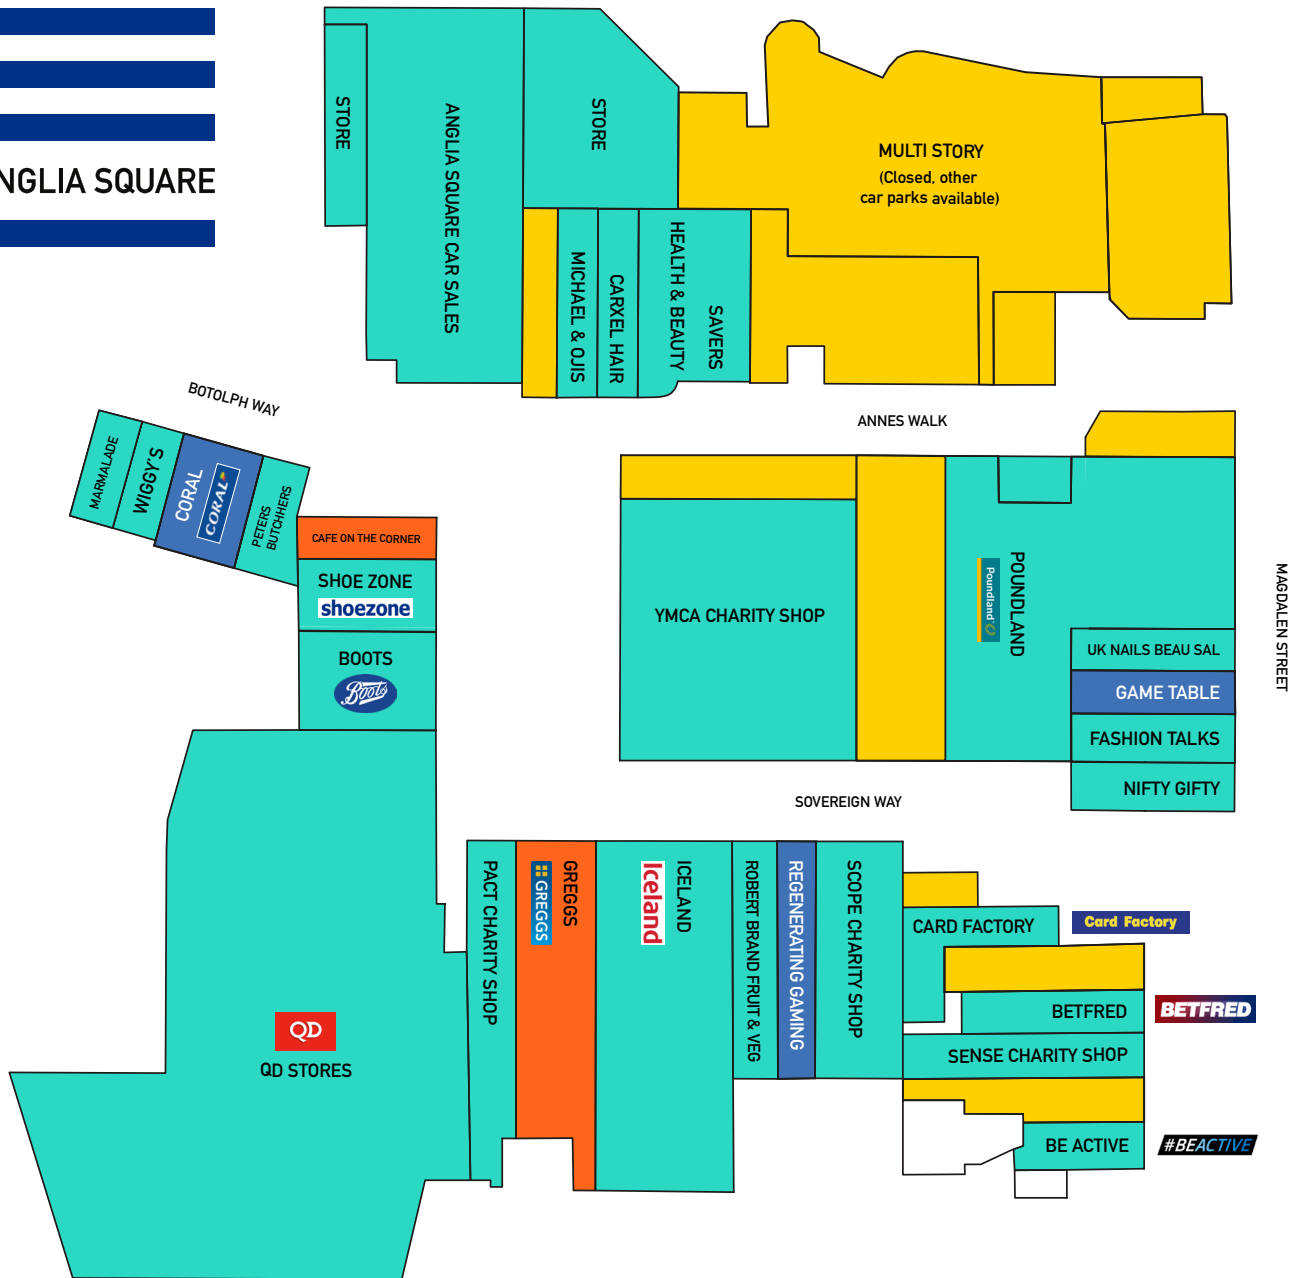 NGLIA SQUARE
STORE
ANGLIA SQUARE CAR SALES
STORE
MULTI STORY
(Closed, other
car parks available)
MICHAEL & OJIS
CARXEL HAIR
HEALTH & BEAUTY
SAVERS
BOTOLPH WAY
ANNES WALK
MARMALADE
WIGGY'S
CORAL
CORAL
PETERS
BUTCHHERS
CAFE ON THE CORNER
SHOE ZONE
shoezone
BOOTS
Boots
YMCA CHARITY SHOP
POUNDLAND
Poundland
UK NAILS BEAU SAL
GAME TABLE
FASHION TALKS
NIFTY GIFTY
MAGDALEN STREET
SOVEREIGN WAY
PACT CHARITY SHOP
GREGGS
GREGGS
ICELAND
Iceland
ROBERT BRAND FRUIT & VEG
REGENERATING GAMING
SCOPE CHARITY SHOP
CARD FACTORY
Card Factory
BETFRED
BETFRED
SENSE CHARITY SHOP
BE ACTIVE
#BEACTIVE
QD
QD STORES